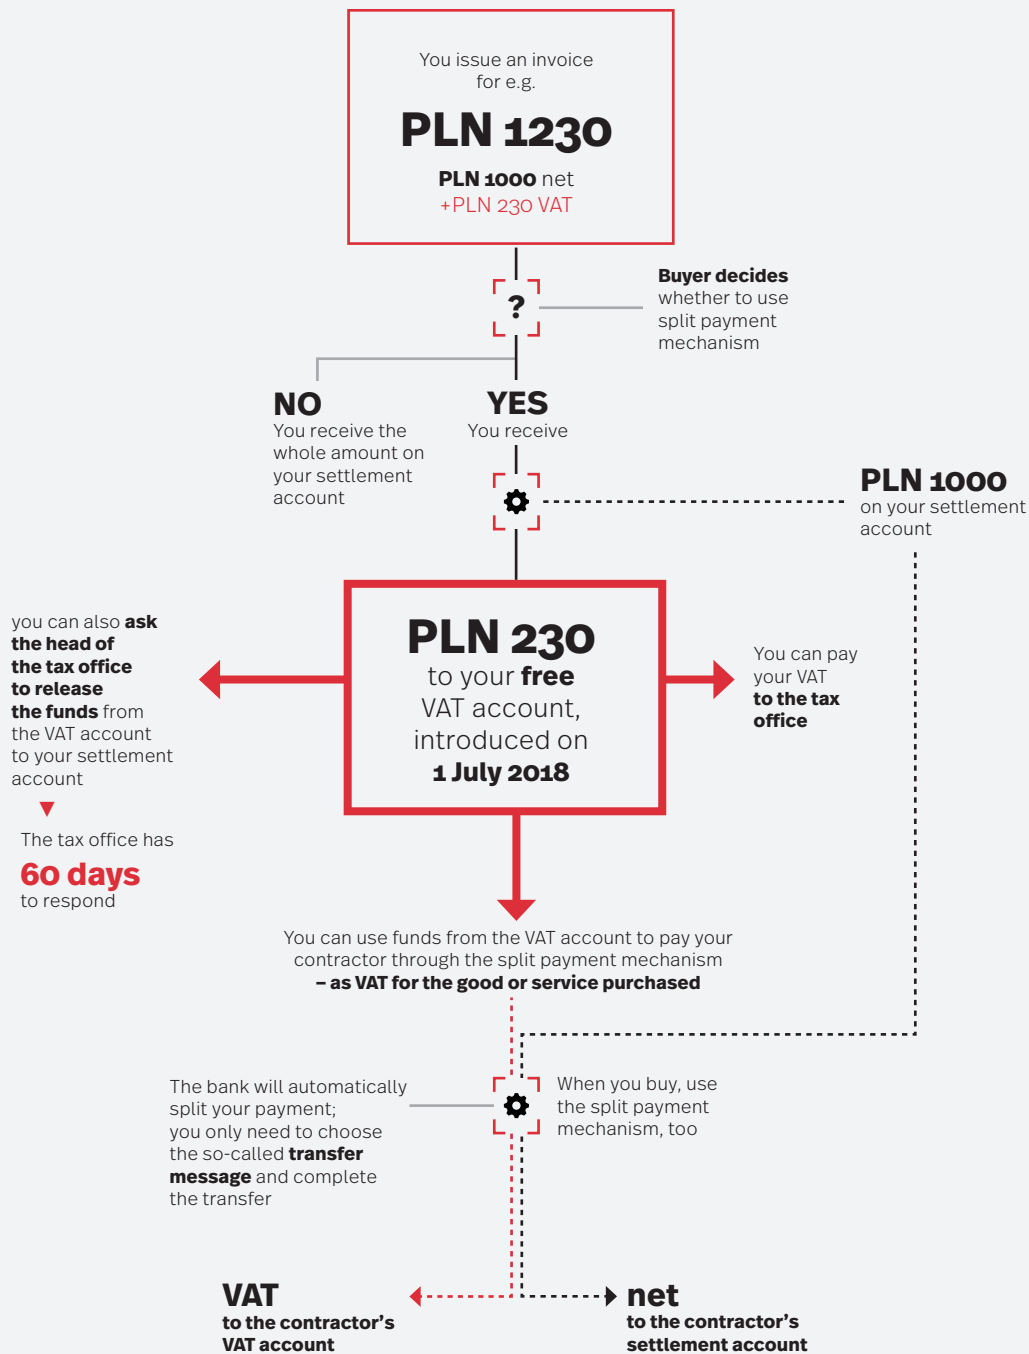 You issue an invoice
for e.g.
PLN 1230
PLN 1000 net
+PLN 230 VAT
?
Buyer decides
whether to use
split payment
mechanism
NO
You receive the
whole amount on
your settlement
account
YES
You receive
PLN 1000
on your settlement
account
PLN 230
to your free
VAT account,
introduced on
1 July 2018
you can also ask
the head of
the tax office
to release
the funds from
the VAT account
to your settlement
account
The tax office has
60 days
to respond
You can pay
your VAT
to the tax
office
You can use funds from the VAT account to pay your
contractor through the split payment mechanism
– as VAT for the good or service purchased
The bank will automatically
split your payment;
you only need to choose
the so-called transfer
message and complete
the transfer
When you buy, use
the split payment
mechanism, too
VAT
to the contractor's
VAT account
net
to the contractor's
settlement account